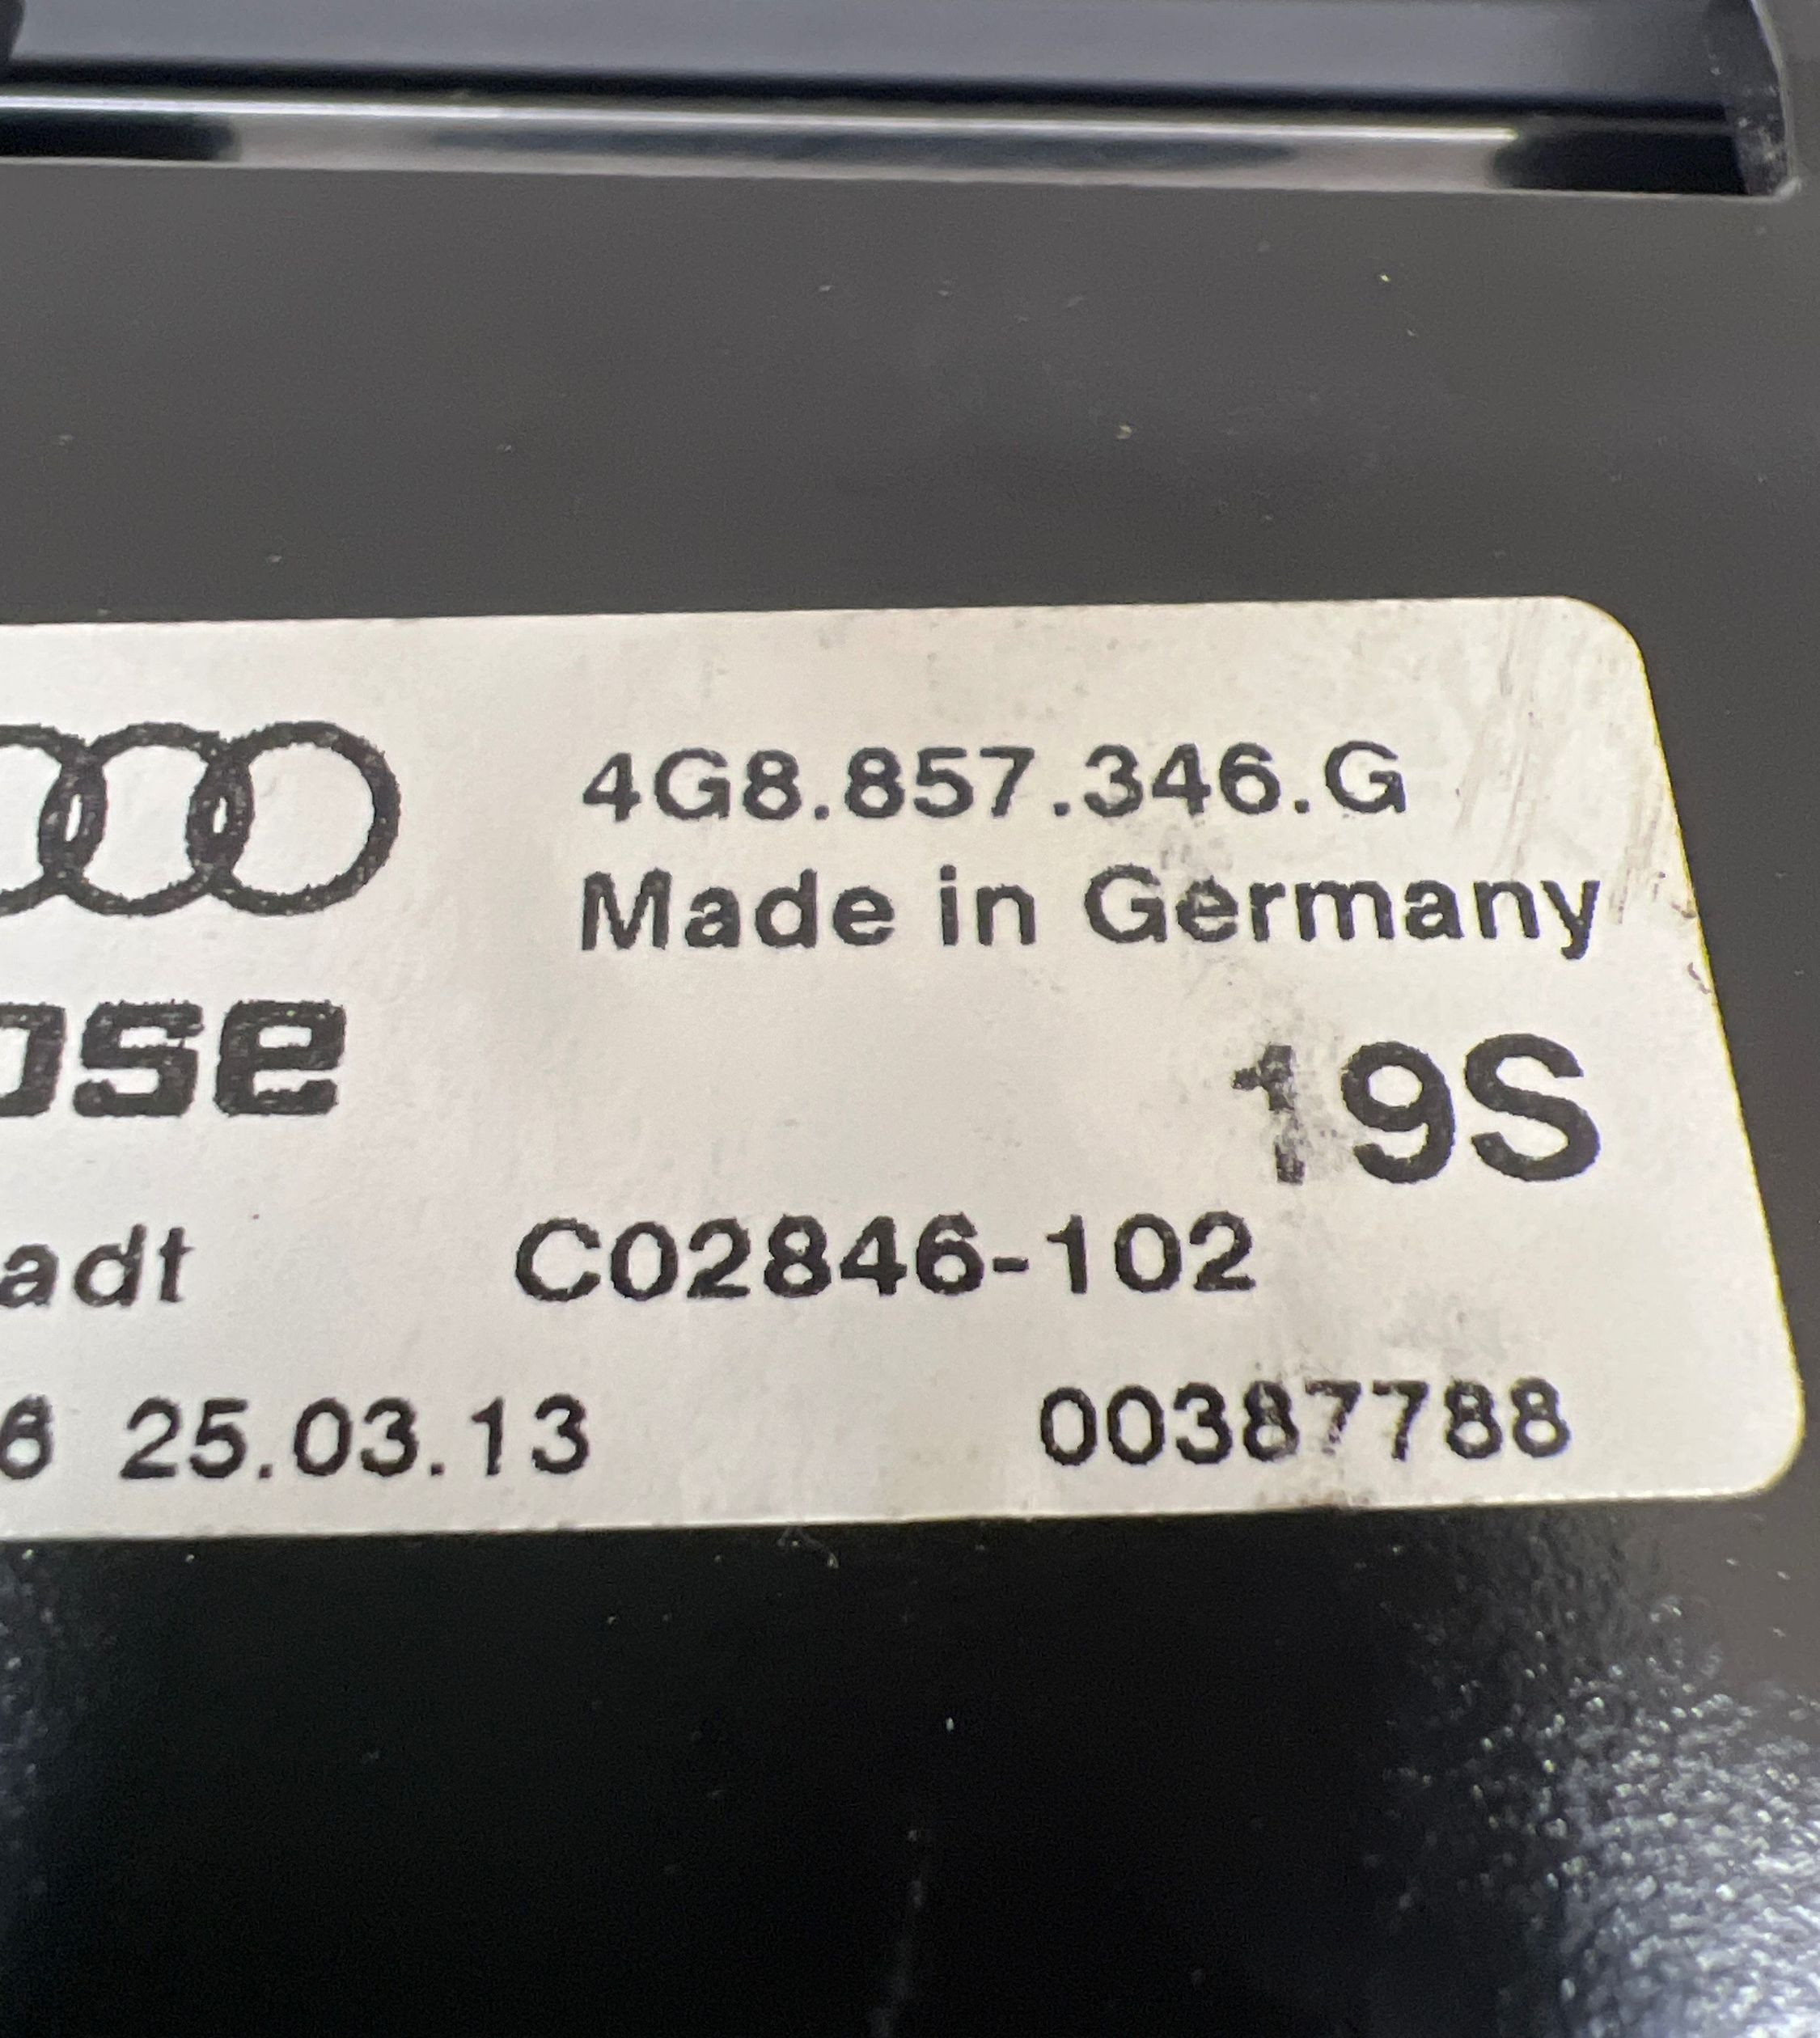 4G8.857.346.G
Made in Germany
ose
19S
adt C02846-102
6 25.03.13 00387788